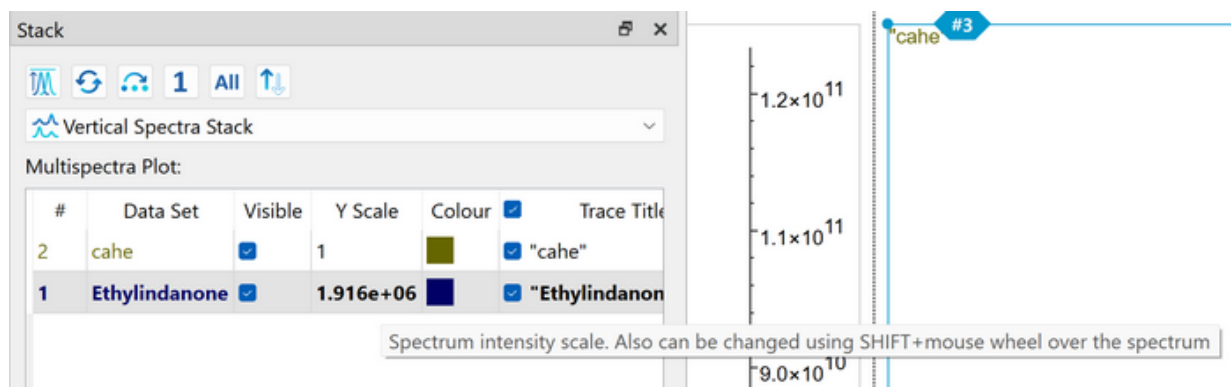 Stack
#3
"cahe"
1 All
Vertical Spectra Stack
Multispectra Plot:
# Data Set Visible Y Scale Colour Trace Title
2 cahe 1 "cahe"
1 Ethylindanone 1.916e+06 "Ethylindanon
Spectrum intensity scale. Also can be changed using SHIFT+mouse wheel over the spectrum
1.2×10¹¹
1.1×10¹¹
9.0×10¹⁰